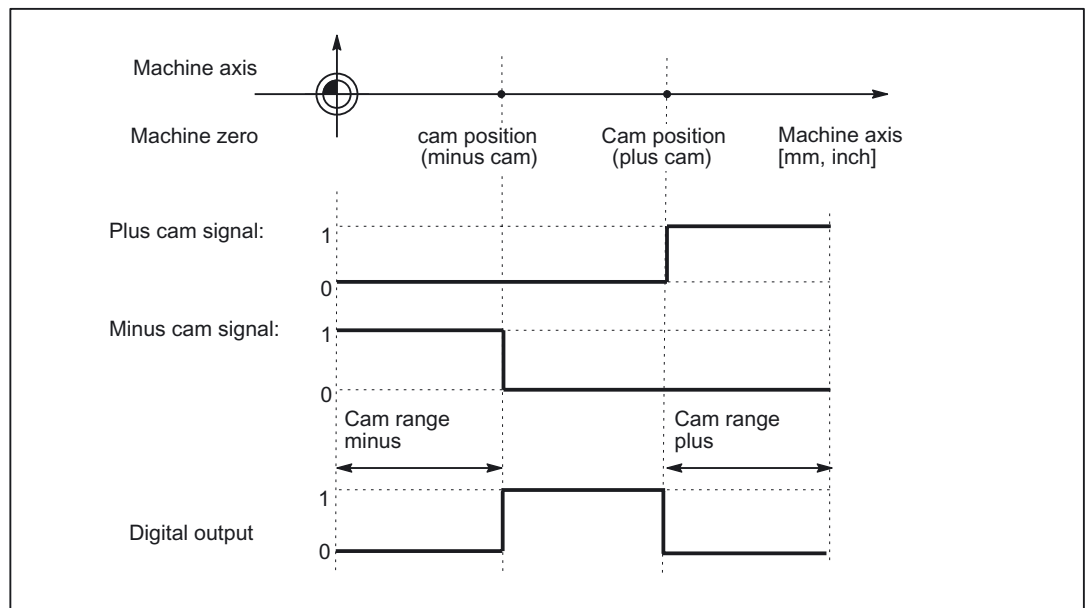 Machine axis
Machine zero
cam position
(minus cam)
Cam position
(plus cam)
Machine axis
[mm, inch]
Plus cam signal:
1
0
Minus cam signal:
1
0
Cam range
minus
Cam range
plus
1
Digital output
0